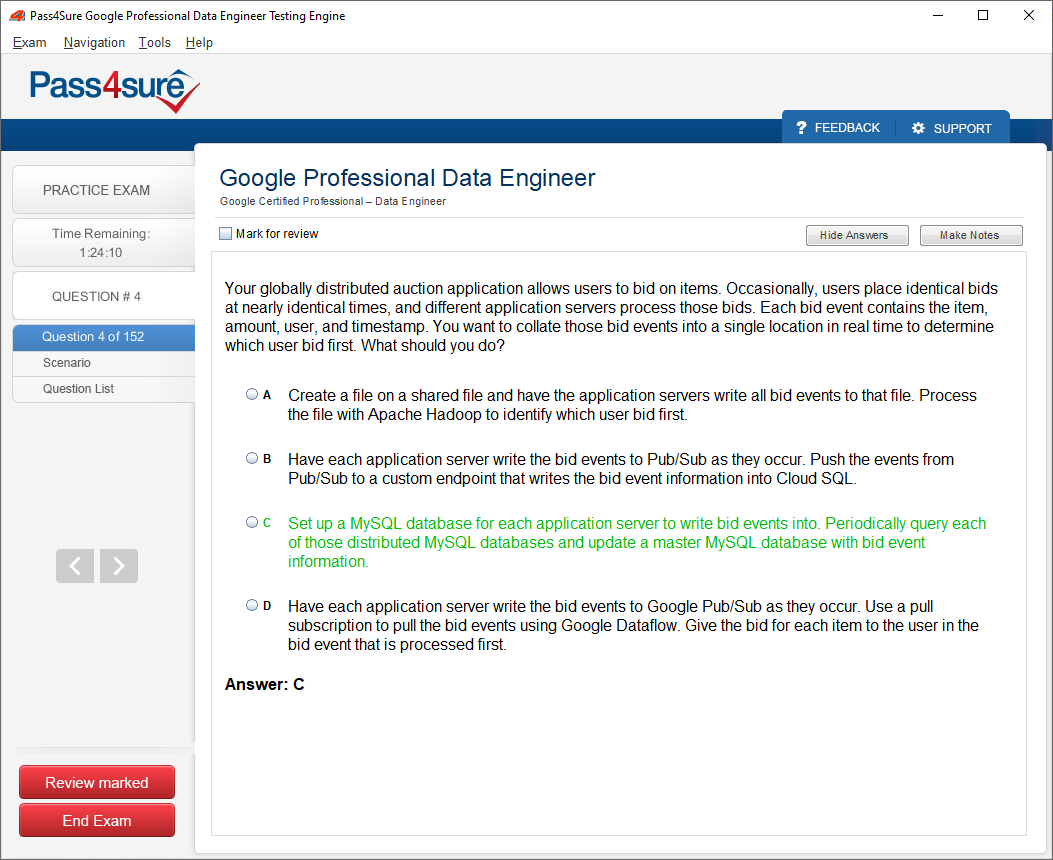 Pass4Sure Google Professional Data Engineer Testing Engine
Exam Navigation Tools Help
Pass4sure
? FEEDBACK SUPPORT
PRACTICE EXAM
Time Remaining:
1:24:10
QUESTION # 4
Question 4 of 152
Scenario
Question List
Review marked
End Exam
Google Professional Data Engineer
Google Certified Professional – Data Engineer
Mark for review
Hide Answers Make Notes
Your globally distributed auction application allows users to bid on items. Occasionally, users place identical bids
at nearly identical times, and different application servers process those bids. Each bid event contains the item,
amount, user, and timestamp. You want to collate those bid events into a single location in real time to determine
which user bid first. What should you do?
A Create a file on a shared file and have the application servers write all bid events to that file. Process
the file with Apache Hadoop to identify which user bid first.
B Have each application server write the bid events to Pub/Sub as they occur. Push the events from
Pub/Sub to a custom endpoint that writes the bid event information into Cloud SQL.
C Set up a MySQL database for each application server to write bid events into. Periodically query each
of those distributed MySQL databases and update a master MySQL database with bid event
information.
D Have each application server write the bid events to Google Pub/Sub as they occur. Use a pull
subscription to pull the bid events using Google Dataflow. Give the bid for each item to the user in the
bid event that is processed first.
Answer: C